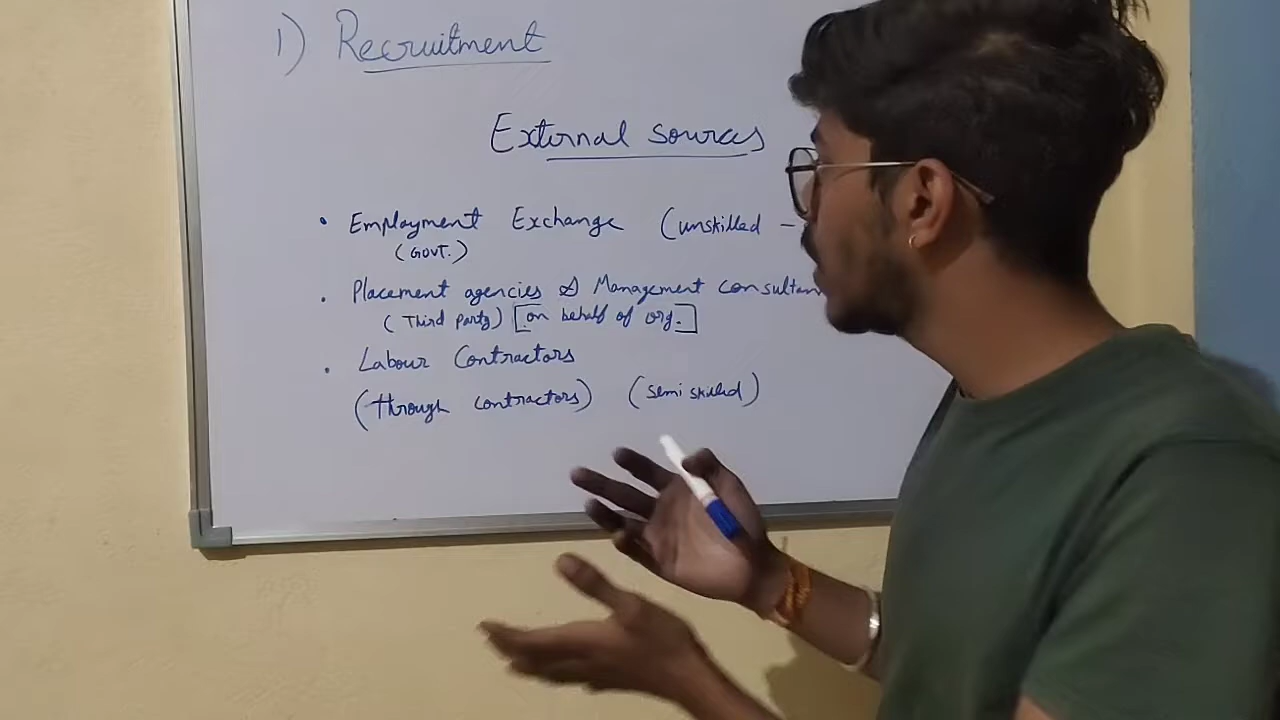 1) Recruitment
External sources
• Employment Exchange (unskilled -
(GOVT.)
• Placement agencies & Management consultan
(Third party) [on behalf of org.]
• Labour Contractors
(through contractors) (semi skilled)